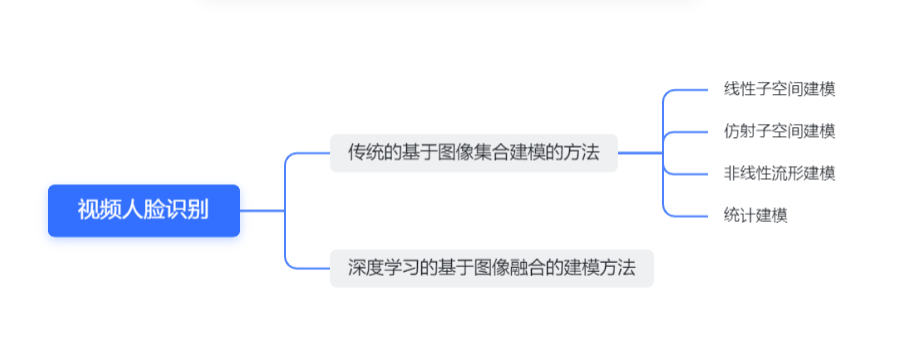 视频人脸识别
传统的基于图像集合建模的方法
线性子空间建模
仿射子空间建模
非线性流形建模
统计建模
深度学习的基于图像融合的建模方法